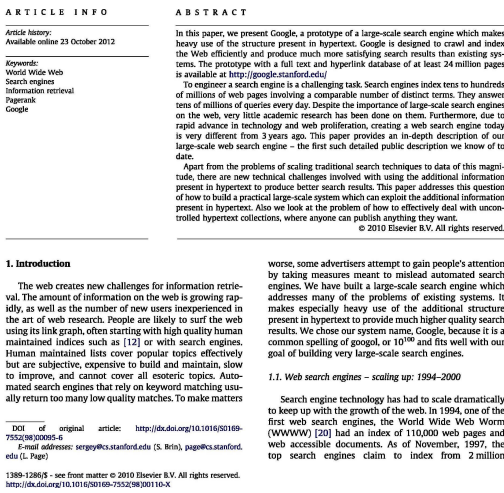 ARTICLE INFO
Article history:
Available online 23 October 2012
Keywords:
World Wide Web
Search engines
Information retrieval
Pagerank
Google
ABSTRACT
In this paper, we present Google, a prototype of a large-scale search engine which makes
heavy use of the structure present in hypertext. Google is designed to crawl and index
the Web efficiently and produce much more satisfying search results than existing sys-
tems. The prototype with a full text and hyperlink database of at least 24 million pages
is available at http://google.stanford.edu/
To engineer a search engine is a challenging task. Search engines index tens to hundreds
of millions of web pages involving a comparable number of distinct terms. They answer
tens of millions of queries every day. Despite the importance of large-scale search engines
on the web, very little academic research has been done on them. Furthermore, due to
rapid advance in technology and web proliferation, creating a web search engine today
is very different from 3 years ago. This paper provides an in-depth description of our
large-scale web search engine – the first such detailed public description we know of to
date.
Apart from the problems of scaling traditional search techniques to data of this magni-
tude, there are new technical challenges involved with using the additional information
present in hypertext to produce better search results. This paper addresses this question
of how to build a practical large-scale system which can exploit the additional information
present in hypertext. Also we look at the problem of how to effectively deal with uncon-
trolled hypertext collections, where anyone can publish anything they want.
© 2010 Elsevier B.V. All rights reserved.
1. Introduction
The web creates new challenges for information retrie-
val. The amount of information on the web is growing rap-
idly, as well as the number of new users inexperienced in
the art of web research. People are likely to surf the web
using its link graph, often starting with high quality human
maintained indices such as [12] or with search engines.
Human maintained lists cover popular topics effectively
but are subjective, expensive to build and maintain, slow
to improve, and cannot cover all esoteric topics. Auto-
mated search engines that rely on keyword matching usu-
ally return too many low quality matches. To make matters
DOI of original article: http://dx.doi.org/10.1016/S0169-
7552(98)00095-6
E-mail addresses: sergey@cs.stanford.edu (S. Brin), page@cs.stanford.
edu (L. Page)
1389-1286/$ - see front matter © 2010 Elsevier B.V. All rights reserved.
http://dx.doi.org/10.1016/S0169-7552(98)00110-X
worse, some advertisers attempt to gain people's attention
by taking measures meant to mislead automated search
engines. We have built a large-scale search engine which
addresses many of the problems of existing systems. It
makes especially heavy use of the additional structure
present in hypertext to provide much higher quality search
results. We chose our system name, Google, because it is a
common spelling of googol, or 10¹⁰⁰ and fits well with our
goal of building very large-scale search engines.
1.1. Web search engines – scaling up: 1994–2000
Search engine technology has had to scale dramatically
to keep up with the growth of the web. In 1994, one of the
first web search engines, the World Wide Web Worm
(WWWW) [20] had an index of 110,000 web pages and
web accessible documents. As of November, 1997, the
top search engines claim to index from 2 million